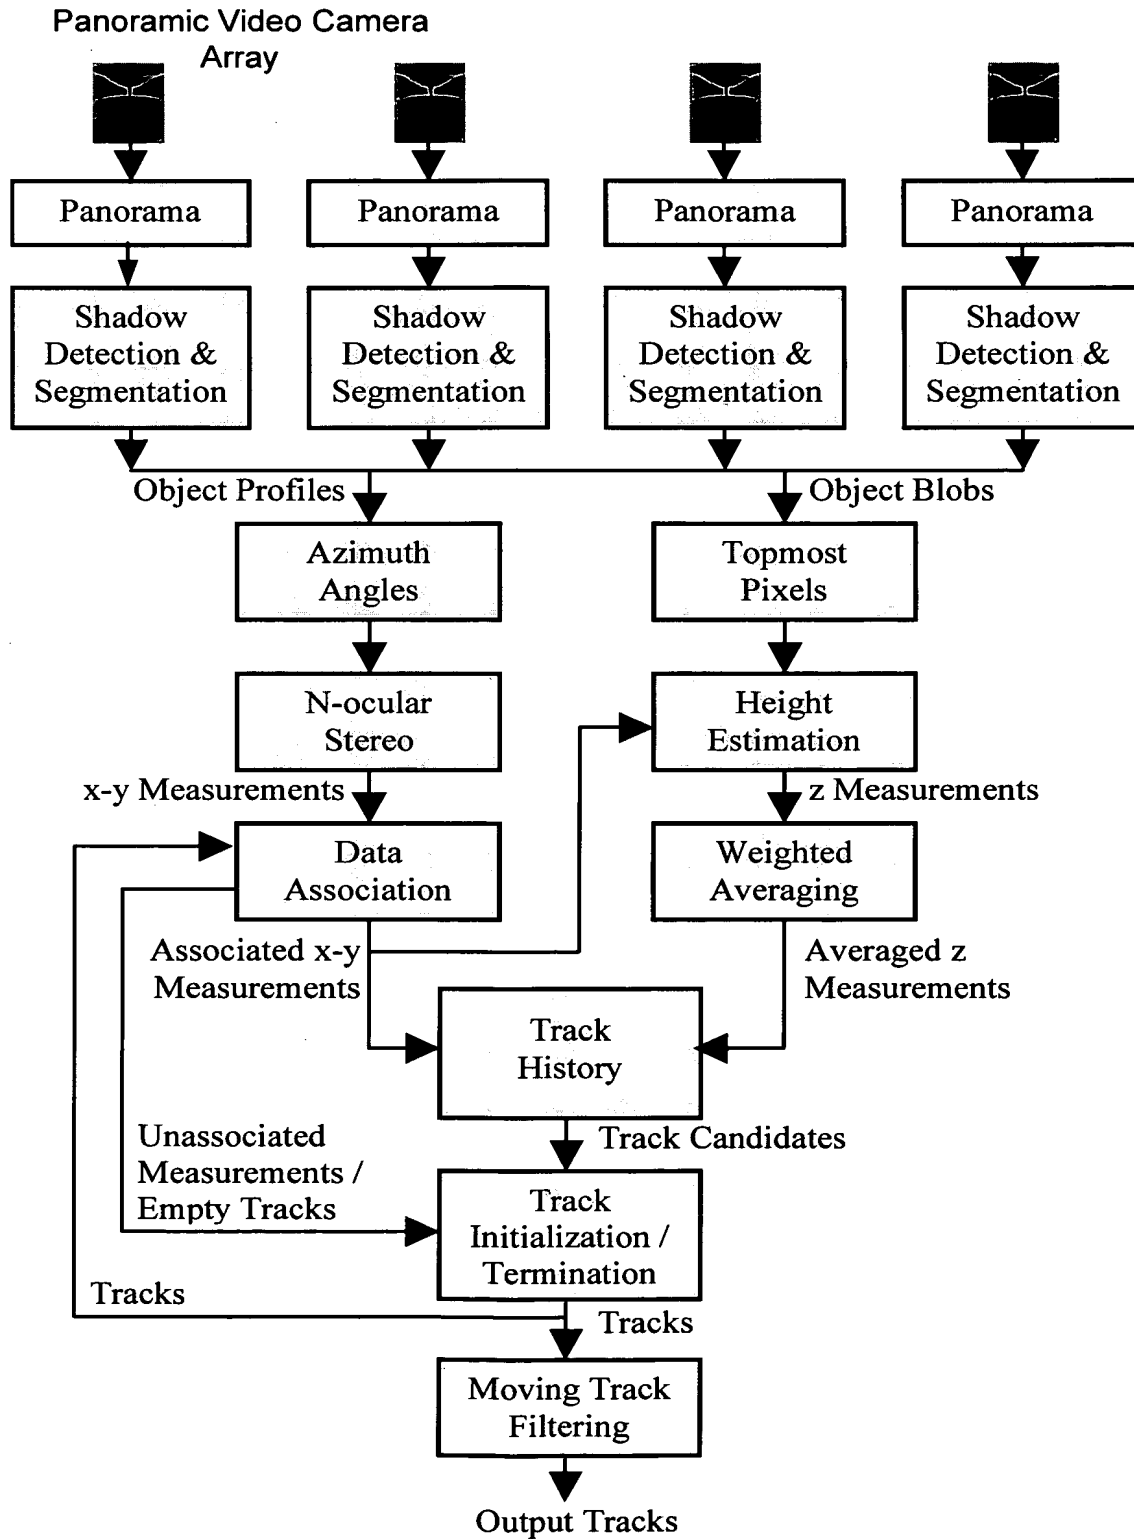 Panoramic Video Camera
Array
Panorama
Panorama
Panorama
Panorama
Shadow
Detection &
Segmentation
Shadow
Detection &
Segmentation
Shadow
Detection &
Segmentation
Shadow
Detection &
Segmentation
Object Profiles
Object Blobs
Azimuth
Angles
Topmost
Pixels
N-ocular
Stereo
Height
Estimation
x-y Measurements
z Measurements
Data
Association
Weighted
Averaging
Associated x-y
Measurements
Averaged z
Measurements
Track
History
Unassociated
Measurements /
Empty Tracks
Track Candidates
Track
Initialization /
Termination
Tracks
Tracks
Moving Track
Filtering
Output Tracks